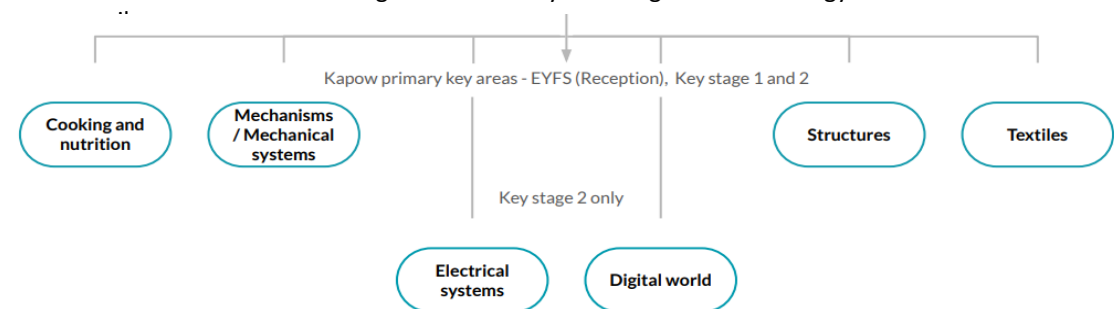 Kapow primary key areas - EYFS (Reception), Key stage 1 and 2
Cooking and
nutrition
Mechanisms
/ Mechanical
systems
Structures
Textiles
Key stage 2 only
Electrical
systems
Digital world